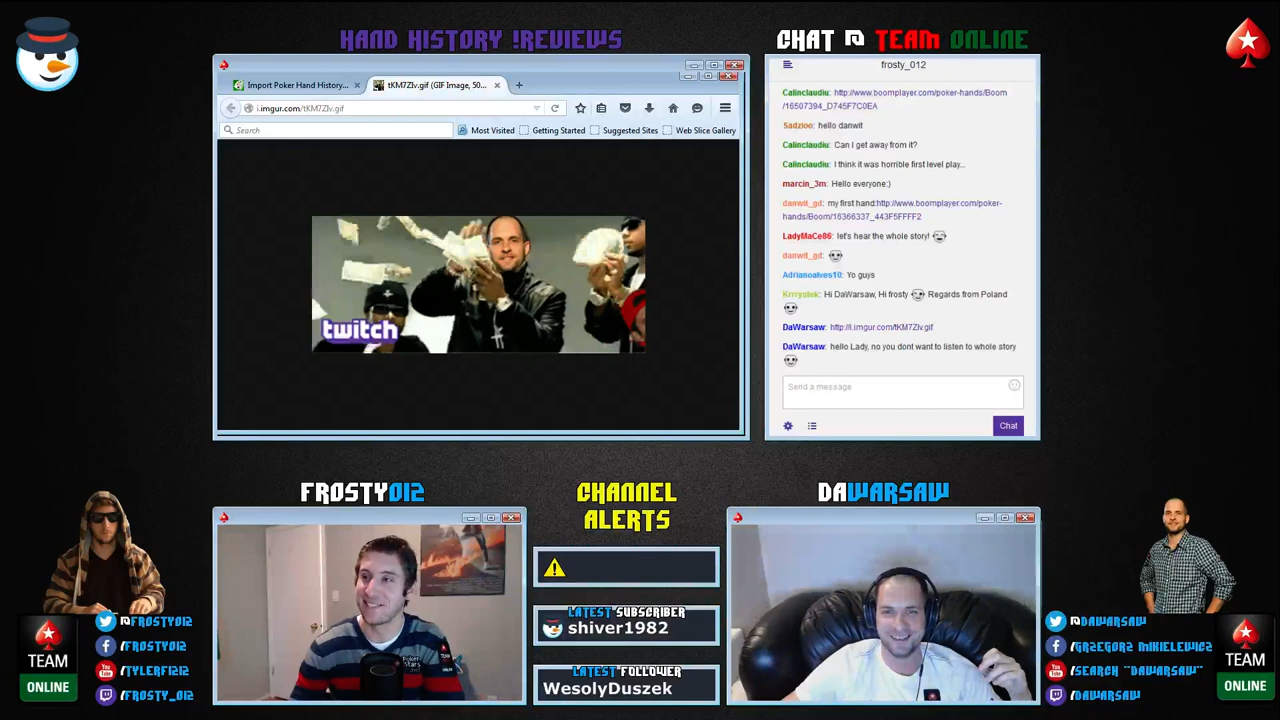 HAND HISTORY !REVIEWS
CHAT @ TEAM ONLINE
Import Poker Hand History...
tKM7ZIv.gif (GIF Image, 50...
i.imgur.com/tKM7ZIv.gif
Search
Most Visited
Getting Started
Suggested Sites
Web Slice Gallery
twitch
frosty_012
Calinclaudiu: http://www.boomplayer.com/poker-hands/Boom
/16507394_D745F7C0EA
Sadzioo: hello danwit
Calinclaudiu: Can I get away from it?
Calinclaudiu: I think it was horrible first level play...
marcin_3m: Hello everyone:)
danwit_gd: my first hand:http://www.boomplayer.com/poker-
hands/Boom/16366337_443F5FFFF2
LadyMaCe86: let's hear the whole story!
danwit_gd:
Adrianoalves10: Yo guys
Krrrystek: Hi DaWarsaw, Hi frosty Regards from Poland
DaWarsaw: http://i.imgur.com/tKM7ZIv.gif
DaWarsaw: hello Lady, no you dont want to listen to whole story
Send a message
Chat
FROSTY012
CHANNEL
ALERTS
DAWARSAW
LATEST SUBSCRIBER
shiver1982
LATEST FOLLOWER
WesolyDuszek
TEAM
ONLINE
@FROSTY012
/FROSTY012
/TYLERF1212
/FROSTY_012
@DAWARSAW
/GRZEGORZ MIKIELEWICZ
/SEARCH "DAWARSAW"
/DAWARSAW
TEAM
ONLINE